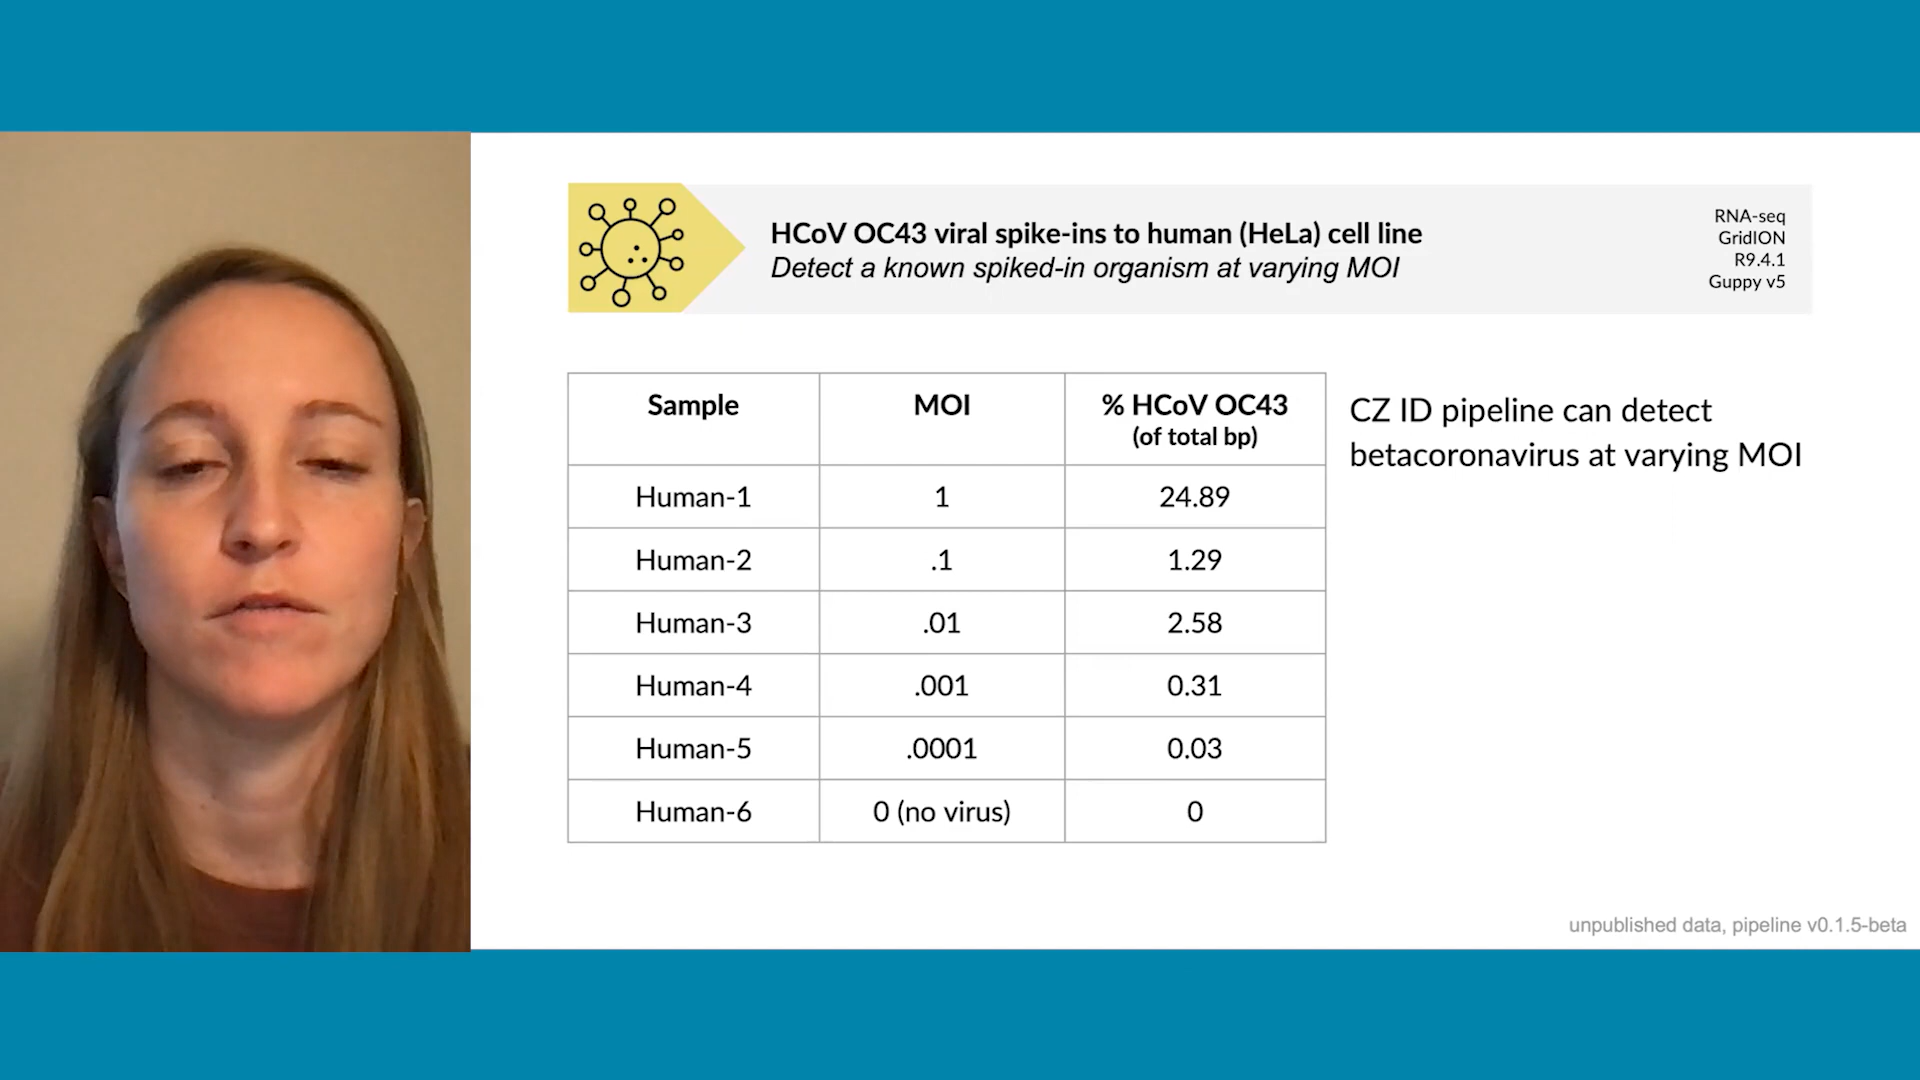 HCoV OC43 viral spike-ins to human (HeLa) cell line
Detect a known spiked-in organism at varying MOI
RNA-seq
GridION
R9.4.1
Guppy v5
Sample MOI % HCoV OC43
(of total bp)
Human-1 1 24.89
Human-2 .1 1.29
Human-3 .01 2.58
Human-4 .001 0.31
Human-5 .0001 0.03
Human-6 0 (no virus) 0
CZ ID pipeline can detect
betacoronavirus at varying MOI
unpublished data, pipeline v0.1.5-beta